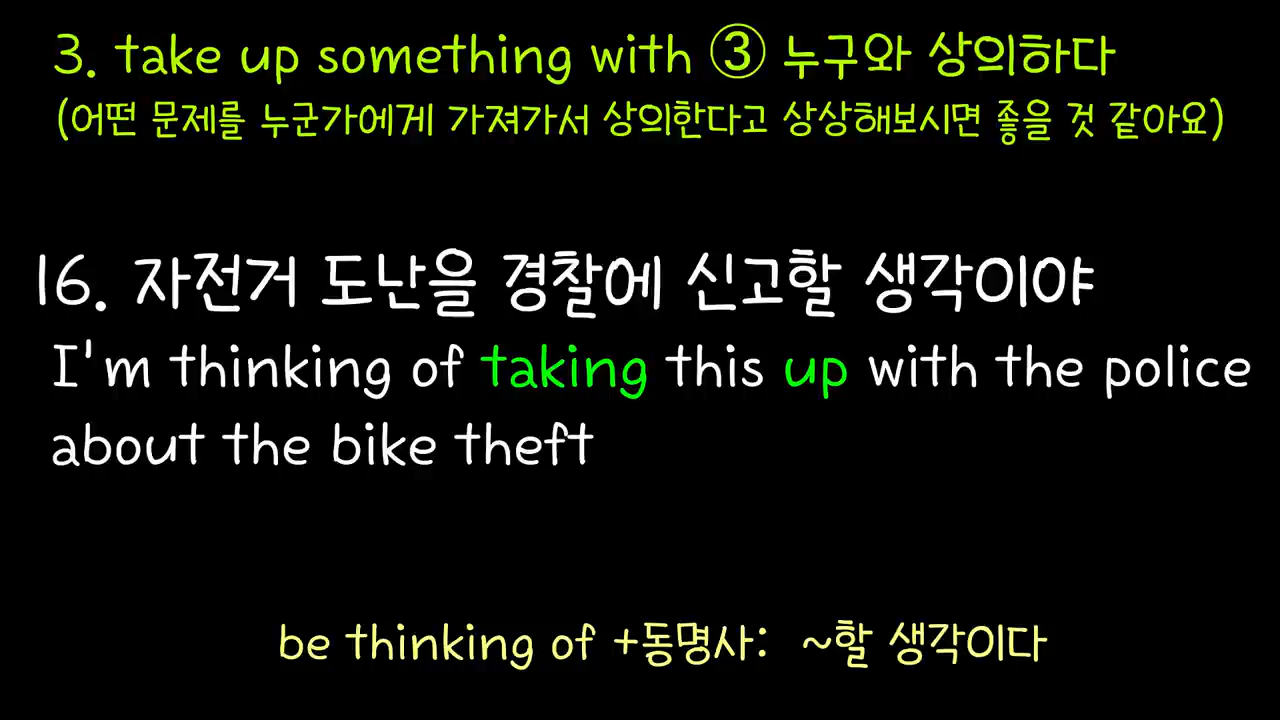 3. take up something with ③ 누구와 상의하다
(어떤 문제를 누군가에게 가져가서 상의한다고 상상해보시면 좋을 것 같아요)
16. 자전거 도난을 경찰에 신고할 생각이야
I'm thinking of taking this up with the police
about the bike theft
be thinking of +동명사: ~할 생각이다